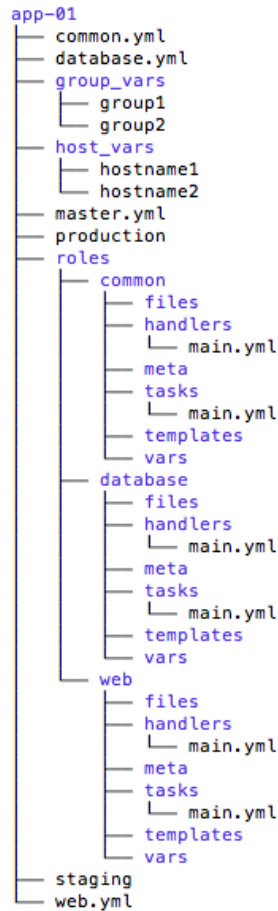 app-01
├── common.yml
├── database.yml
├── group_vars
│   ├── group1
│   └── group2
├── host_vars
│   ├── hostname1
│   └── hostname2
├── master.yml
├── production
├── roles
│   ├── common
│   │   ├── files
│   │   ├── handlers
│   │   │   └── main.yml
│   │   ├── meta
│   │   ├── tasks
│   │   │   └── main.yml
│   │   ├── templates
│   │   └── vars
│   ├── database
│   │   ├── files
│   │   ├── handlers
│   │   │   └── main.yml
│   │   ├── meta
│   │   ├── tasks
│   │   │   └── main.yml
│   │   ├── templates
│   │   └── vars
│   └── web
│       ├── files
│       ├── handlers
│       │   └── main.yml
│       ├── meta
│       ├── tasks
│       │   └── main.yml
│       ├── templates
│       └── vars
├── staging
└── web.yml